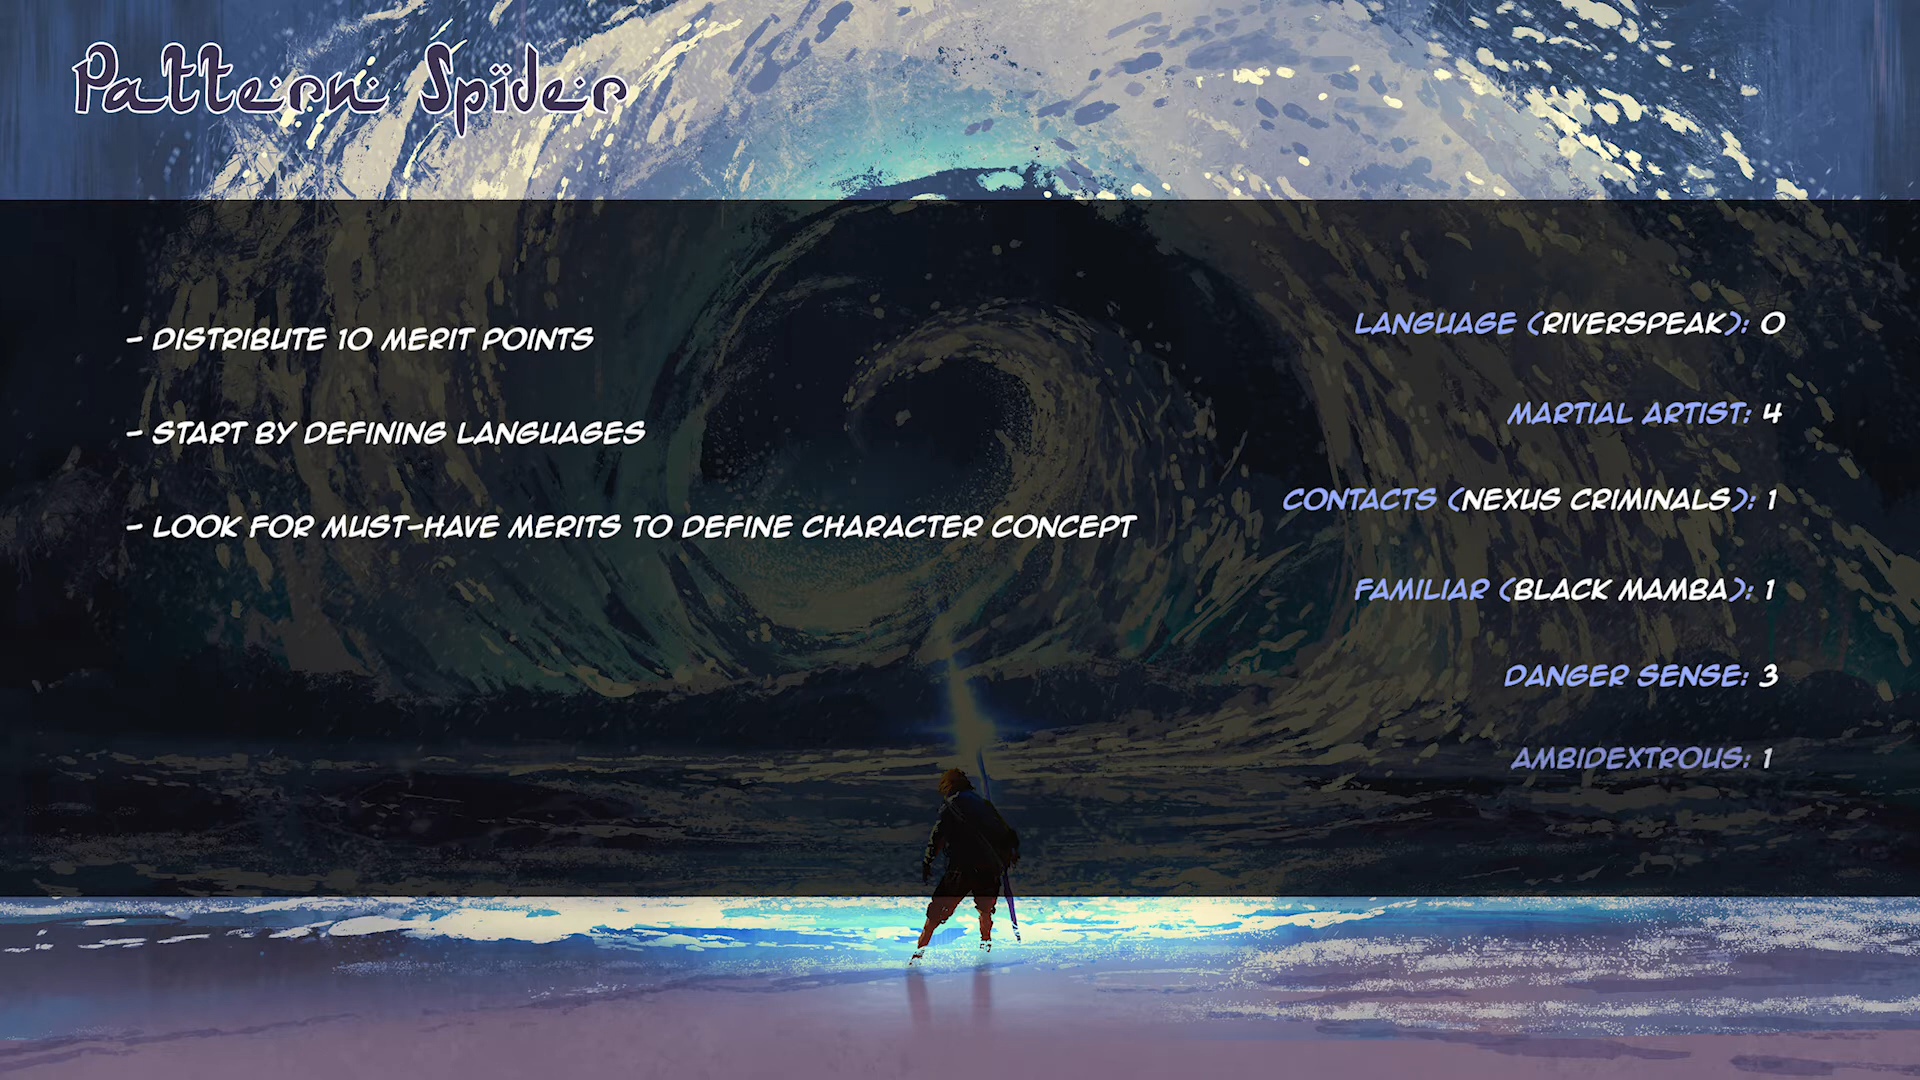 Pattern Spider
- DISTRIBUTE 10 MERIT POINTS
- START BY DEFINING LANGUAGES
- LOOK FOR MUST-HAVE MERITS TO DEFINE CHARACTER CONCEPT
LANGUAGE (RIVERSPEAK): 0
MARTIAL ARTIST: 4
CONTACTS (NEXUS CRIMINALS): 1
FAMILIAR (BLACK MAMBA): 1
DANGER SENSE: 3
AMBIDEXTROUS: 1